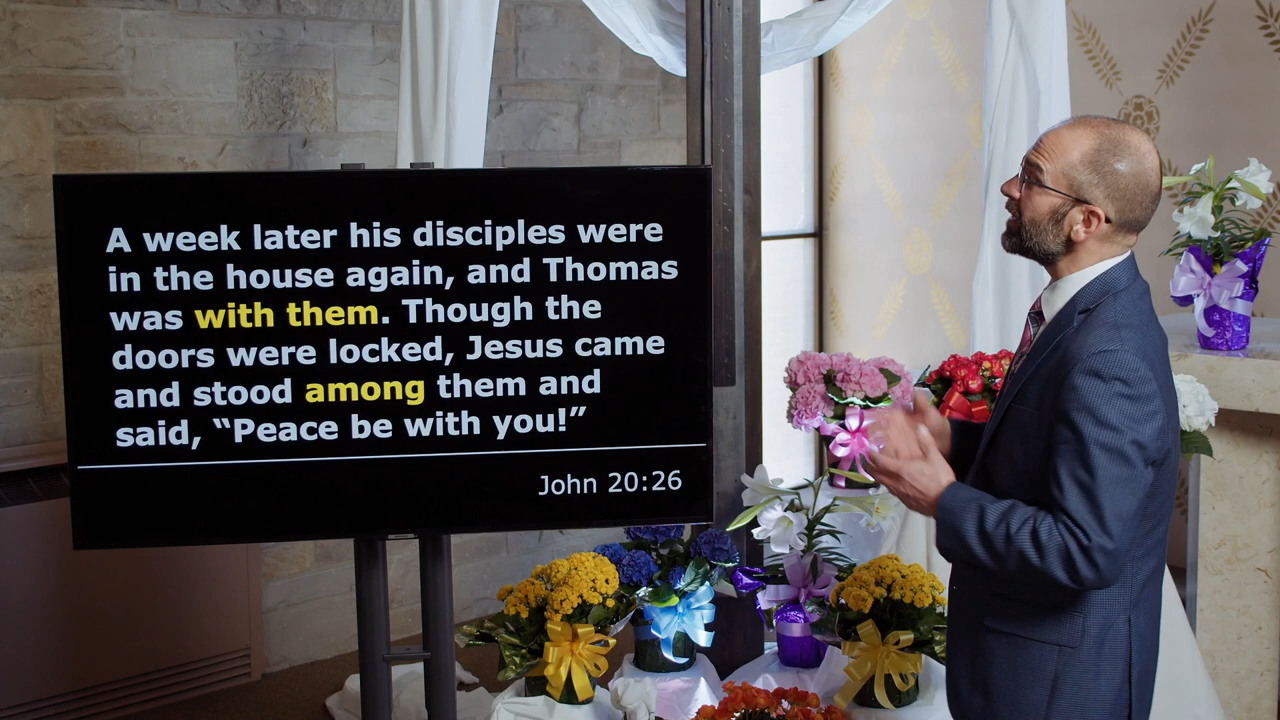 A week later his disciples were
in the house again, and Thomas
was with them. Though the
doors were locked, Jesus came
and stood among them and
said, “Peace be with you!”
John 20:26